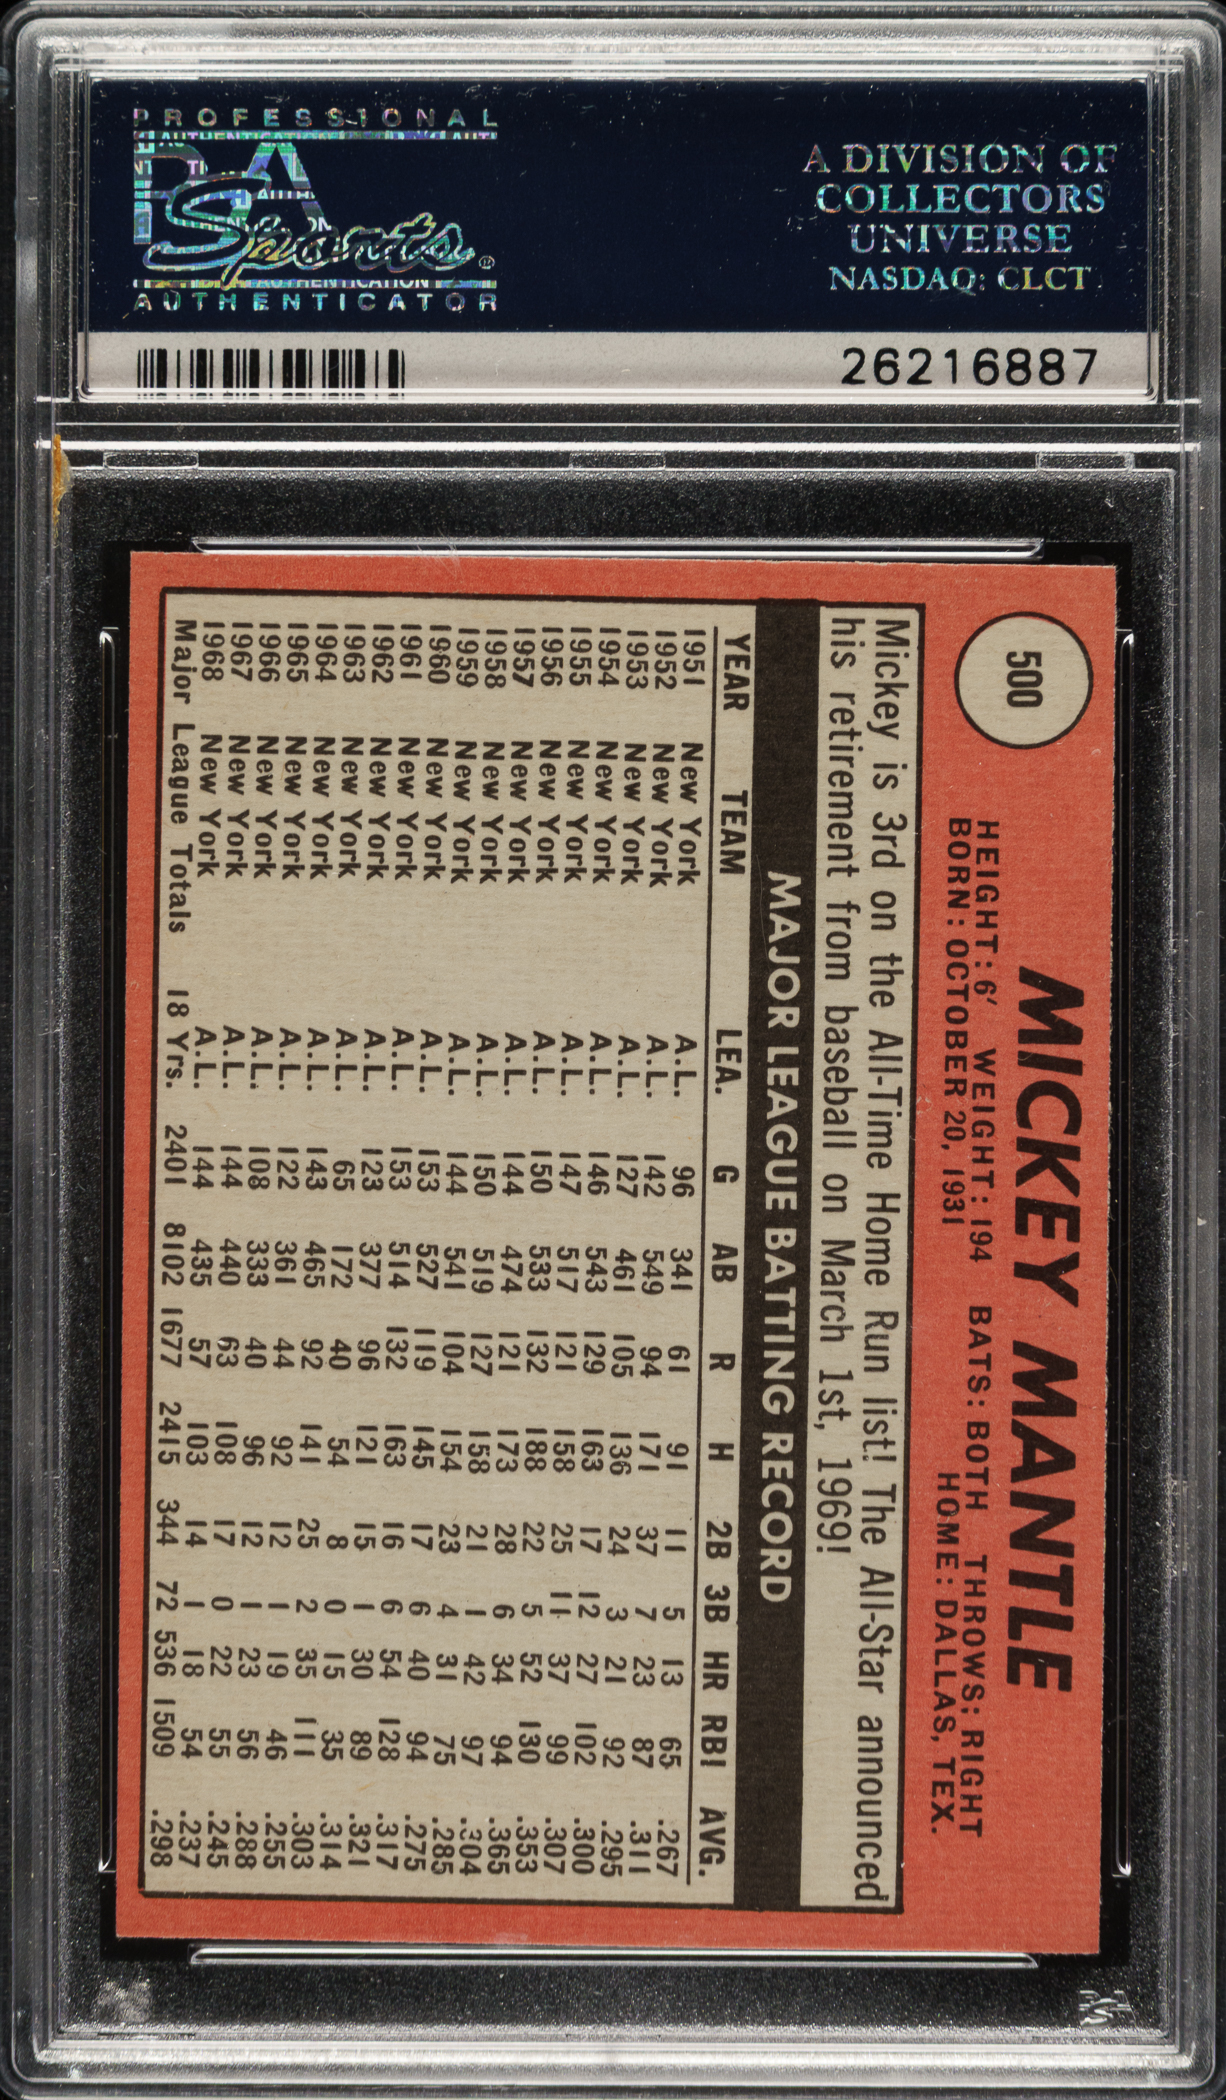 PROFESSIONAL
PSA
Sports®
AUTHENTICATOR
A DIVISION OF
COLLECTORS
UNIVERSE
NASDAQ: CLCT
26216887
500
MICKEY MANTLE
HEIGHT: 6' WEIGHT: 194 BATS: BOTH THROWS: RIGHT
BORN: OCTOBER 20, 1931 HOME: DALLAS, TEX.
Mickey is 3rd on the All-Time Home Run list! The All-Star announced
his retirement from baseball on March 1st, 1969!
MAJOR LEAGUE BATTING RECORD
YEAR TEAM LEA. G AB R H 2B 3B HR RBI AVG.
1951 New York A.L. 96 341 61 91 11 5 13 65 .267
1952 New York A.L. 142 549 94 171 37 7 23 87 .311
1953 New York A.L. 127 461 105 136 24 3 21 92 .295
1954 New York A.L. 146 543 129 163 17 12 27 102 .300
1955 New York A.L. 147 517 121 158 25 11 37 99 .307
1956 New York A.L. 150 533 132 188 22 5 52 130 .353
1957 New York A.L. 144 474 121 173 28 6 34 94 .365
1958 New York A.L. 150 519 127 158 21 1 42 97 .304
1959 New York A.L. 144 541 104 154 23 4 31 75 .285
1960 New York A.L. 153 527 119 145 17 6 40 94 .275
1961 New York A.L. 153 514 132 163 16 6 54 128 .317
1962 New York A.L. 123 377 96 121 15 1 30 89 .321
1963 New York A.L. 65 172 40 54 8 0 15 35 .314
1964 New York A.L. 143 465 92 141 25 2 35 111 .303
1965 New York A.L. 122 361 44 92 12 1 19 46 .255
1966 New York A.L. 108 333 40 96 12 1 23 56 .288
1967 New York A.L. 144 440 63 108 17 0 22 55 .245
1968 New York A.L. 144 435 57 103 14 1 18 54 .237
Major League Totals 18 Yrs. 2401 8102 1677 2415 344 72 536 1509 .298